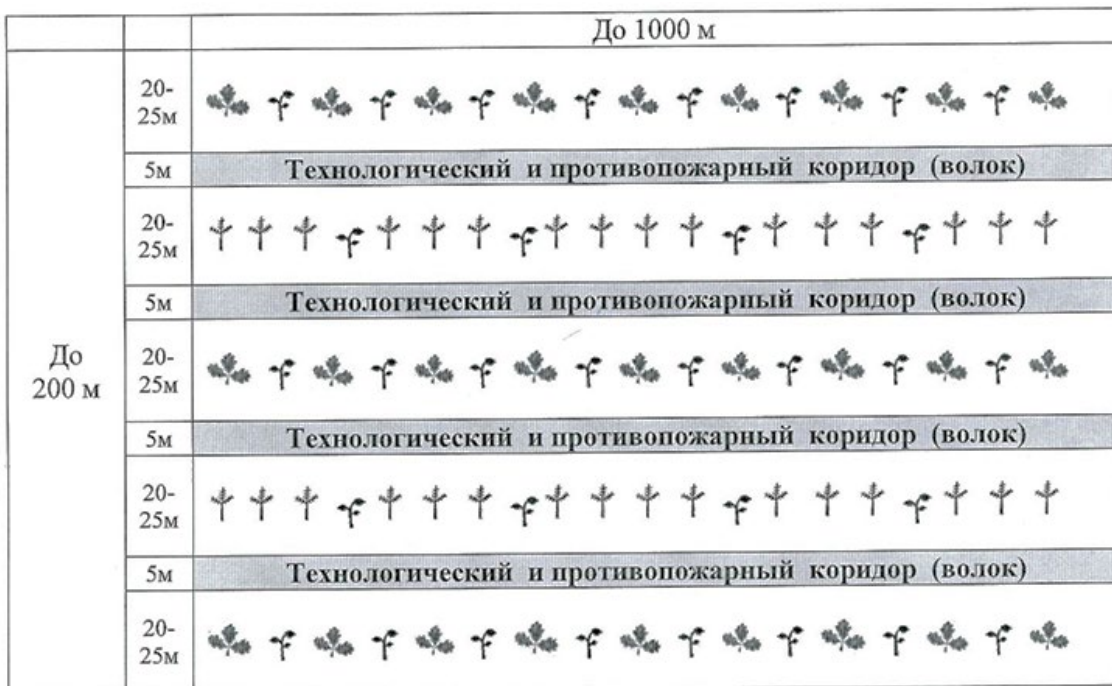 До 1000 м
20-
25м
5м Технологический и противопожарный коридор (волок)
20-
25м
5м Технологический и противопожарный коридор (волок)
До
200 м
20-
25м
5м Технологический и противопожарный коридор (волок)
20-
25м
5м Технологический и противопожарный коридор (волок)
20-
25м